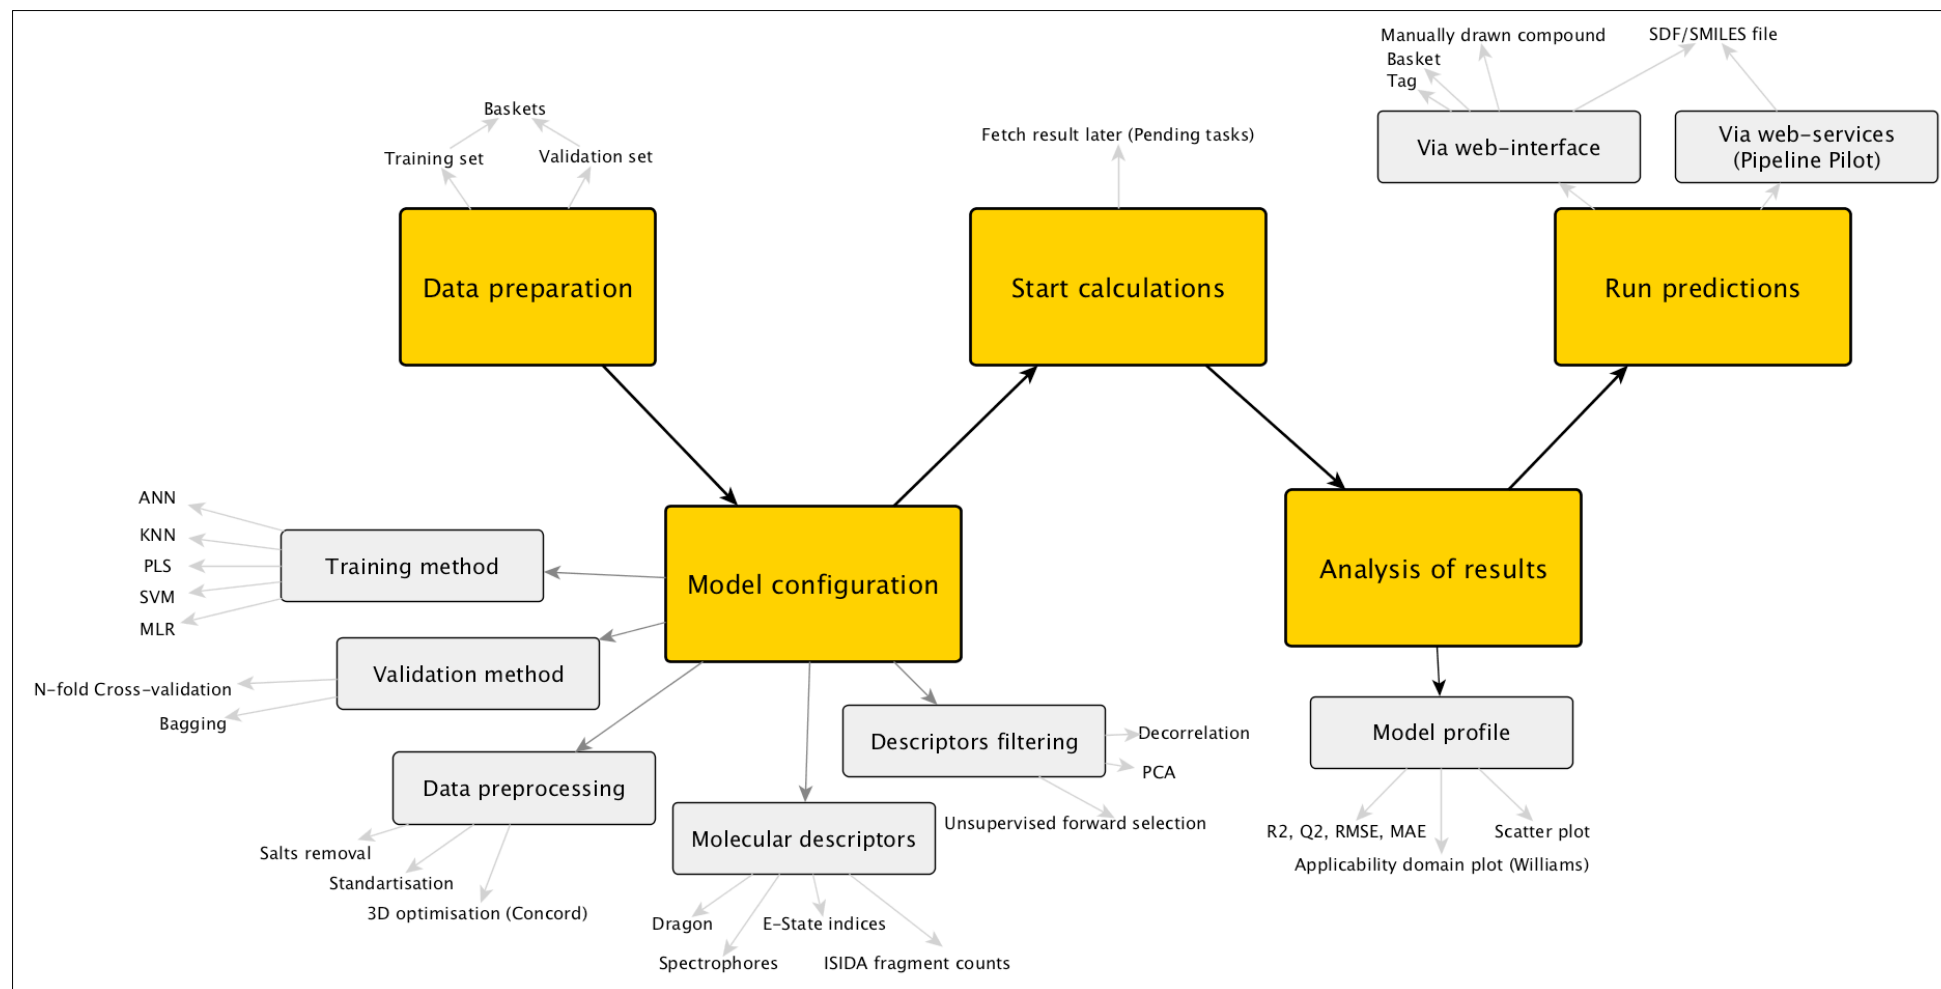 Manually drawn compound
SDF/SMILES file
Basket
Tag
Baskets
Training set
Validation set
Fetch result later (Pending tasks)
Via web-interface
Via web-services
(Pipeline Pilot)
Data preparation
Start calculations
Run predictions
ANN
KNN
PLS
SVM
MLR
Training method
Model configuration
Analysis of results
Validation method
N-fold Cross-validation
Bagging
Descriptors filtering
Decorrelation
PCA
Unsupervised forward selection
Model profile
R2, Q2, RMSE, MAE
Scatter plot
Applicability domain plot (Williams)
Data preprocessing
Salts removal
Standartisation
3D optimisation (Concord)
Molecular descriptors
Dragon
E-State indices
Spectrophores
ISIDA fragment counts